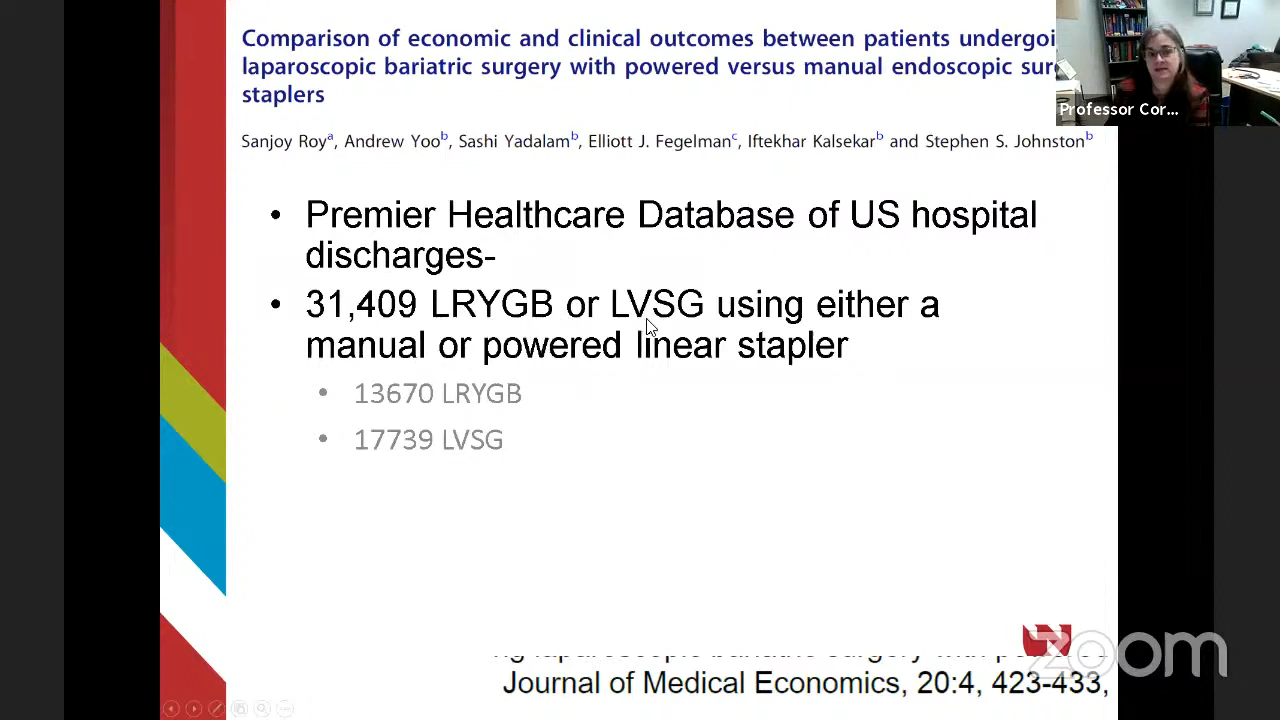 Comparison of economic and clinical outcomes between patients undergoi
laparoscopic bariatric surgery with powered versus manual endoscopic sur
staplers
Professor Cor...
Sanjoy Royᵃ, Andrew Yooᵇ, Sashi Yadalamᵇ, Elliott J. Fegelmanᶜ, Iftekhar Kalsekarᵇ and Stephen S. Johnstonᵇ
• Premier Healthcare Database of US hospital
discharges-
• 31,409 LRYGB or LVSG using either a
manual or powered linear stapler
• 13670 LRYGB
• 17739 LVSG
zoom
Journal of Medical Economics, 20:4, 423-433,